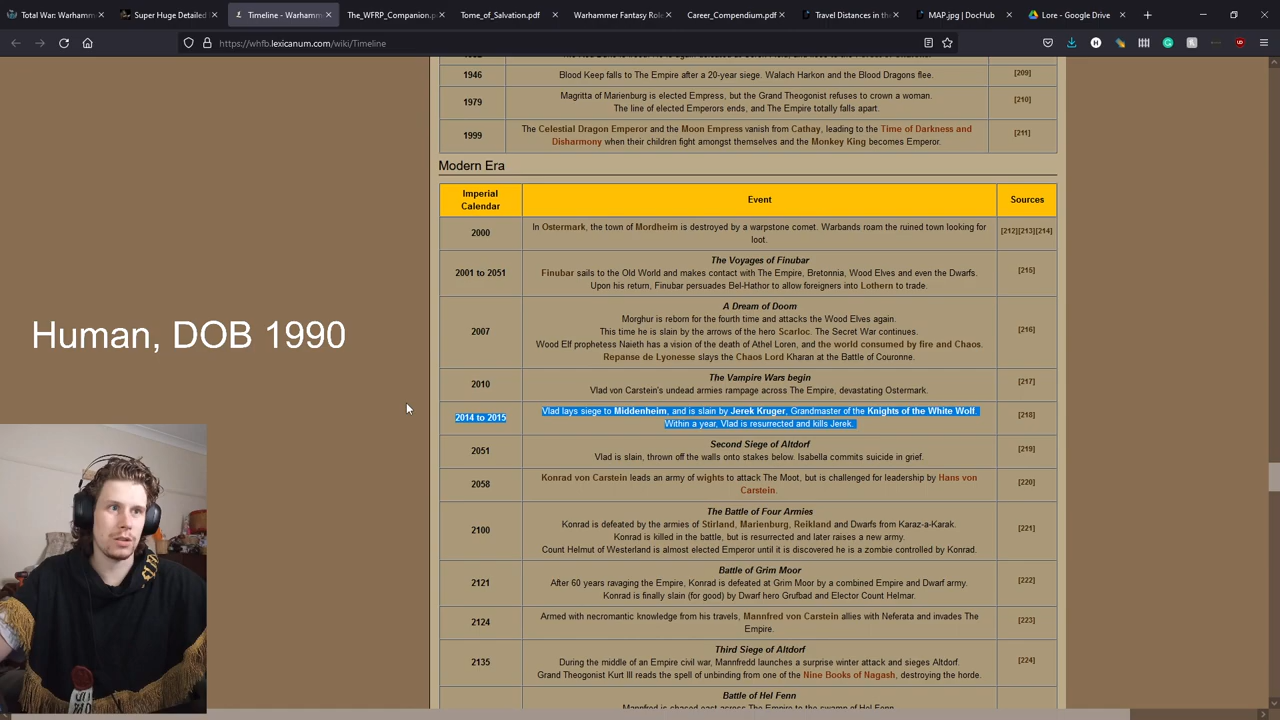 Total War: Warhamm
Super Huge Detailed
Timeline - Warhamm
The_WFRP_Companion.p
Tome_of_Salvation.pdf
Warhammer Fantasy Role
Career_Compendium.pdf
Travel Distances in the
MAP.jpg | DocHub
Lore - Google Drive
https://whfb.lexicanum.com/wiki/Timeline
1946 Blood Keep falls to The Empire after a 20-year siege. Walach Harkon and the Blood Dragons flee. [209]
1979 Magritta of Marienburg is elected Empress, but the Grand Theogonist refuses to crown a woman. [210]
The line of elected Emperors ends, and The Empire totally falls apart.
1999 The Celestial Dragon Emperor and the Moon Empress vanish from Cathay, leading to the Time of Darkness and [211]
Disharmony when their children fight amongst themselves and the Monkey King becomes Emperor.
Modern Era
Imperial
Calendar
Event
Sources
2000 In Ostermark, the town of Mordheim is destroyed by a warpstone comet. Warbands roam the ruined town looking for [212][213][214]
loot.
The Voyages of Finubar
2001 to 2051 Finubar sails to the Old World and makes contact with The Empire, Bretonnia, Wood Elves and even the Dwarfs. [215]
Upon his return, Finubar persuades Bel-Hathor to allow foreigners into Lothern to trade.
A Dream of Doom
Morghur is reborn for the fourth time and attacks the Wood Elves again.
2007 This time he is slain by the arrows of the hero Scarloc. The Secret War continues. [216]
Wood Elf prophetess Naieth has a vision of the death of Athel Loren, and the world consumed by fire and Chaos.
Repanse de Lyonesse slays the Chaos Lord Kharan at the Battle of Couronne.
Human, DOB 1990
The Vampire Wars begin
2010 Vlad von Carstein's undead armies rampage across The Empire, devastating Ostermark. [217]
2014 to 2015 Vlad lays siege to Middenheim, and is slain by Jerek Kruger, Grandmaster of the Knights of the White Wolf. [218]
Within a year, Vlad is resurrected and kills Jerek.
Second Siege of Altdorf
2051 Vlad is slain, thrown off the walls onto stakes below. Isabella commits suicide in grief. [219]
2058 Konrad von Carstein leads an army of wights to attack The Moot, but is challenged for leadership by Hans von [220]
Carstein.
The Battle of Four Armies
Konrad is defeated by the armies of Stirland, Marienburg, Reikland and Dwarfs from Karaz-a-Karak.
2100 Konrad is killed in the battle, but is resurrected and later raises a new army. [221]
Count Helmut of Westerland is almost elected Emperor until it is discovered he is a zombie controlled by Konrad.
Battle of Grim Moor
2121 After 60 years ravaging the Empire, Konrad is defeated at Grim Moor by a combined Empire and Dwarf army. [222]
Konrad is finally slain (for good) by Dwarf hero Grufbad and Elector Count Helmar.
2124 Armed with necromantic knowledge from his travels, Mannfred von Carstein allies with Neferata and invades The [223]
Empire.
Third Siege of Altdorf
2135 During the middle of an Empire civil war, Mannfredd launches a surprise winter attack and sieges Altdorf. [224]
Grand Theogonist Kurt III reads the spell of unbinding from one of the Nine Books of Nagash, destroying the horde.
Battle of Hel Fenn
Mannfred is chased east across The Empire to the swamp of Hel Fenn.